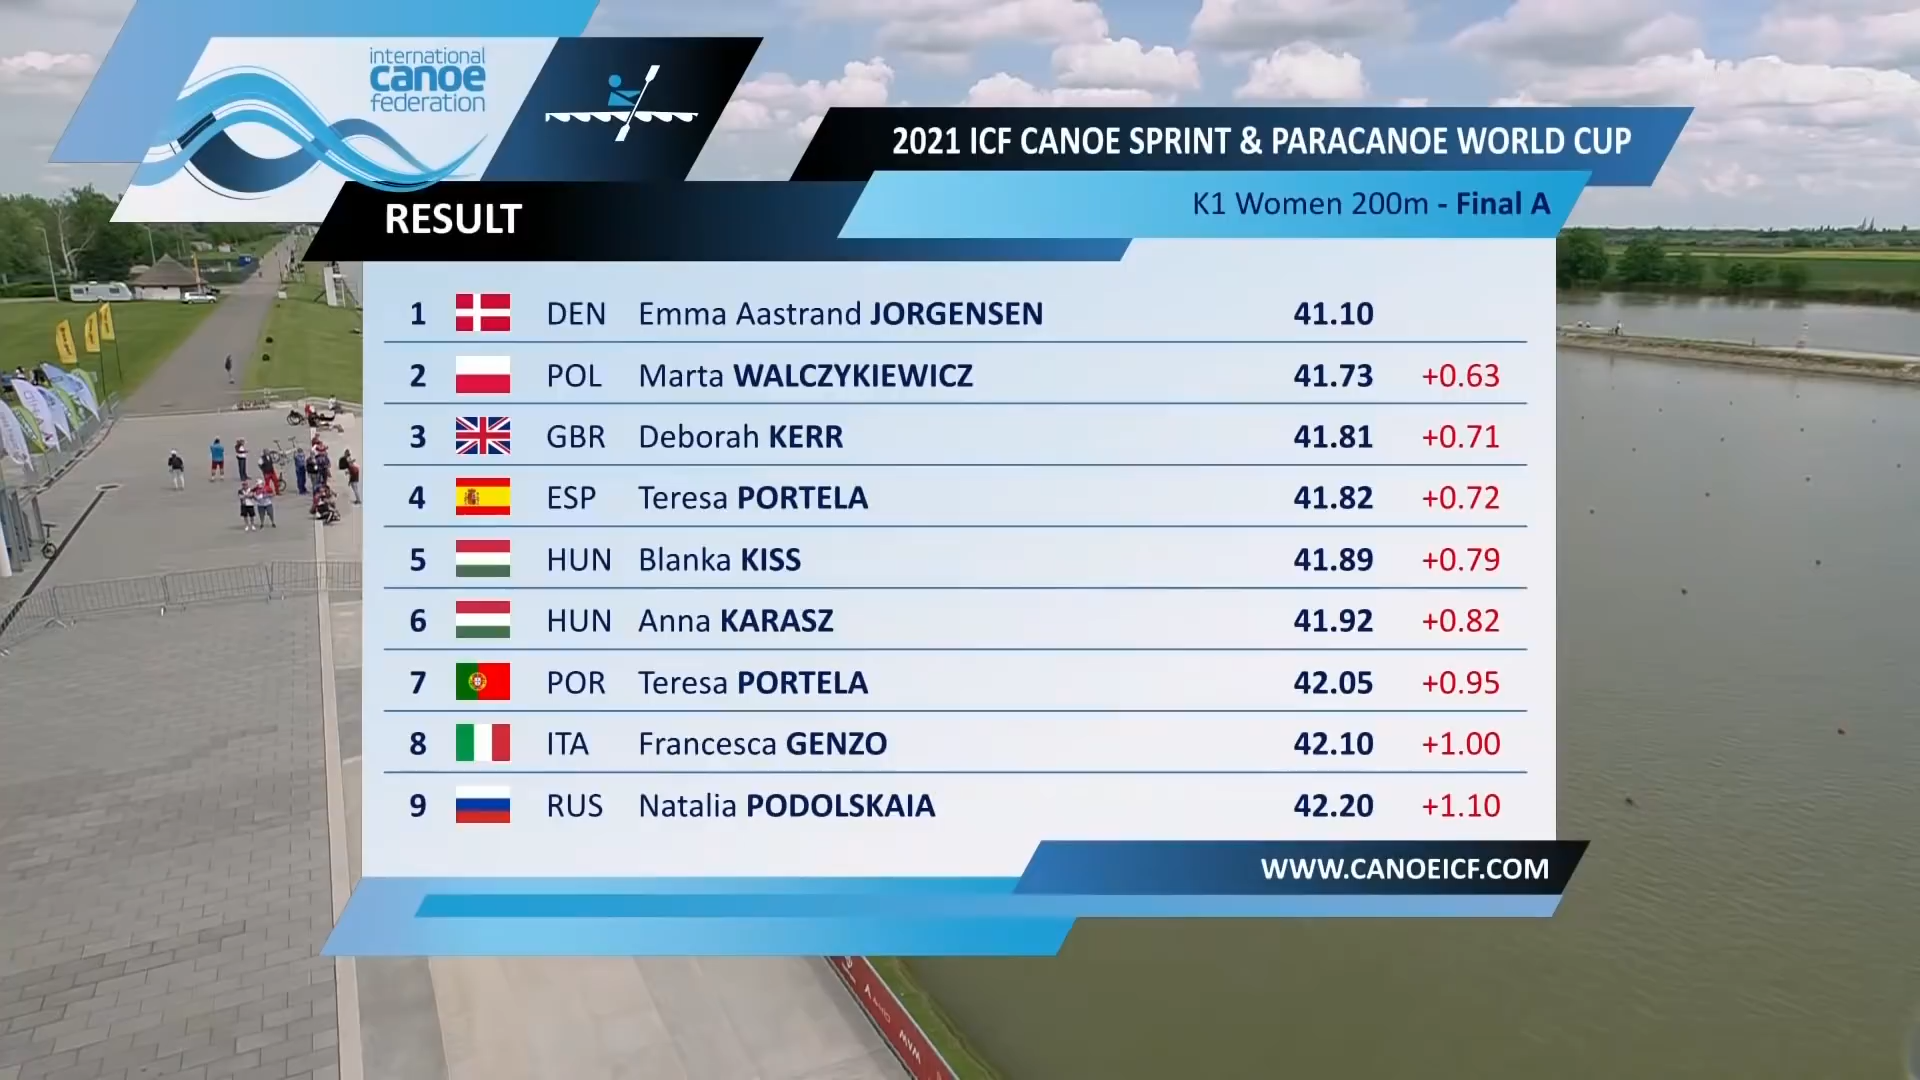 international
canoe
federation
2021 ICF CANOE SPRINT & PARACANOE WORLD CUP
K1 Women 200m - Final A
RESULT
1 DEN Emma Aastrand JORGENSEN 41.10
2 POL Marta WALCZYKIEWICZ 41.73 +0.63
3 GBR Deborah KERR 41.81 +0.71
4 ESP Teresa PORTELA 41.82 +0.72
5 HUN Blanka KISS 41.89 +0.79
6 HUN Anna KARASZ 41.92 +0.82
7 POR Teresa PORTELA 42.05 +0.95
8 ITA Francesca GENZO 42.10 +1.00
9 RUS Natalia PODOLSKAIA 42.20 +1.10
WWW.CANOEICF.COM
MVM